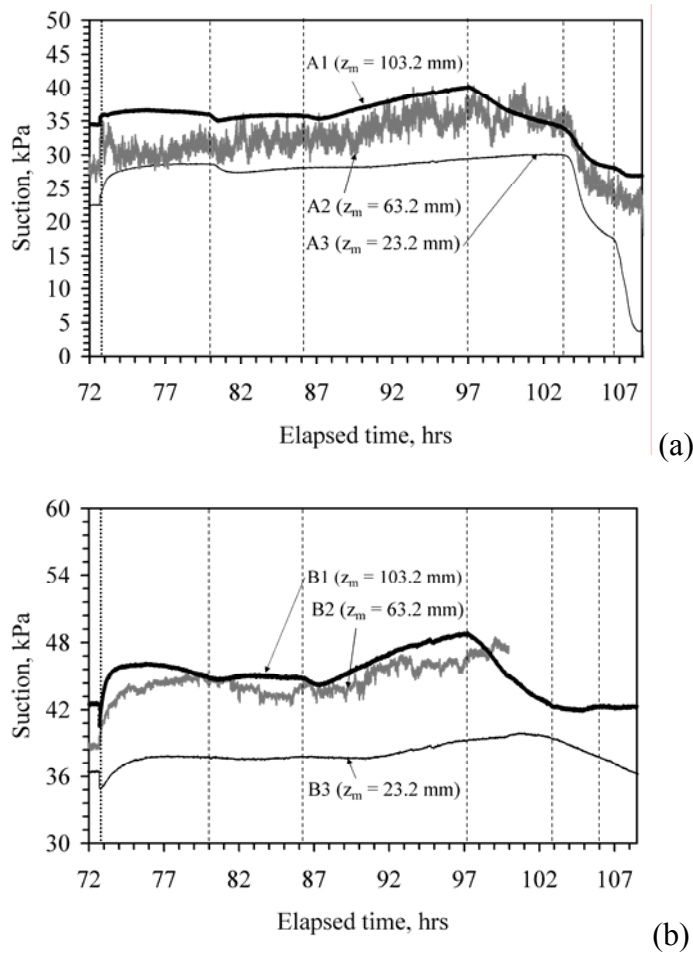 50
45
40
35
30
25
20
15
10
5
0
Suction, kPa
A1 (zm = 103.2 mm)
A2 (zm = 63.2 mm)
A3 (zm = 23.2 mm)
72 77 82 87 92 97 102 107
Elapsed time, hrs
(a)
60
54
48
42
36
30
Suction, kPa
B1 (zm = 103.2 mm)
B2 (zm = 63.2 mm)
B3 (zm = 23.2 mm)
72 77 82 87 92 97 102 107
Elapsed time, hrs
(b)